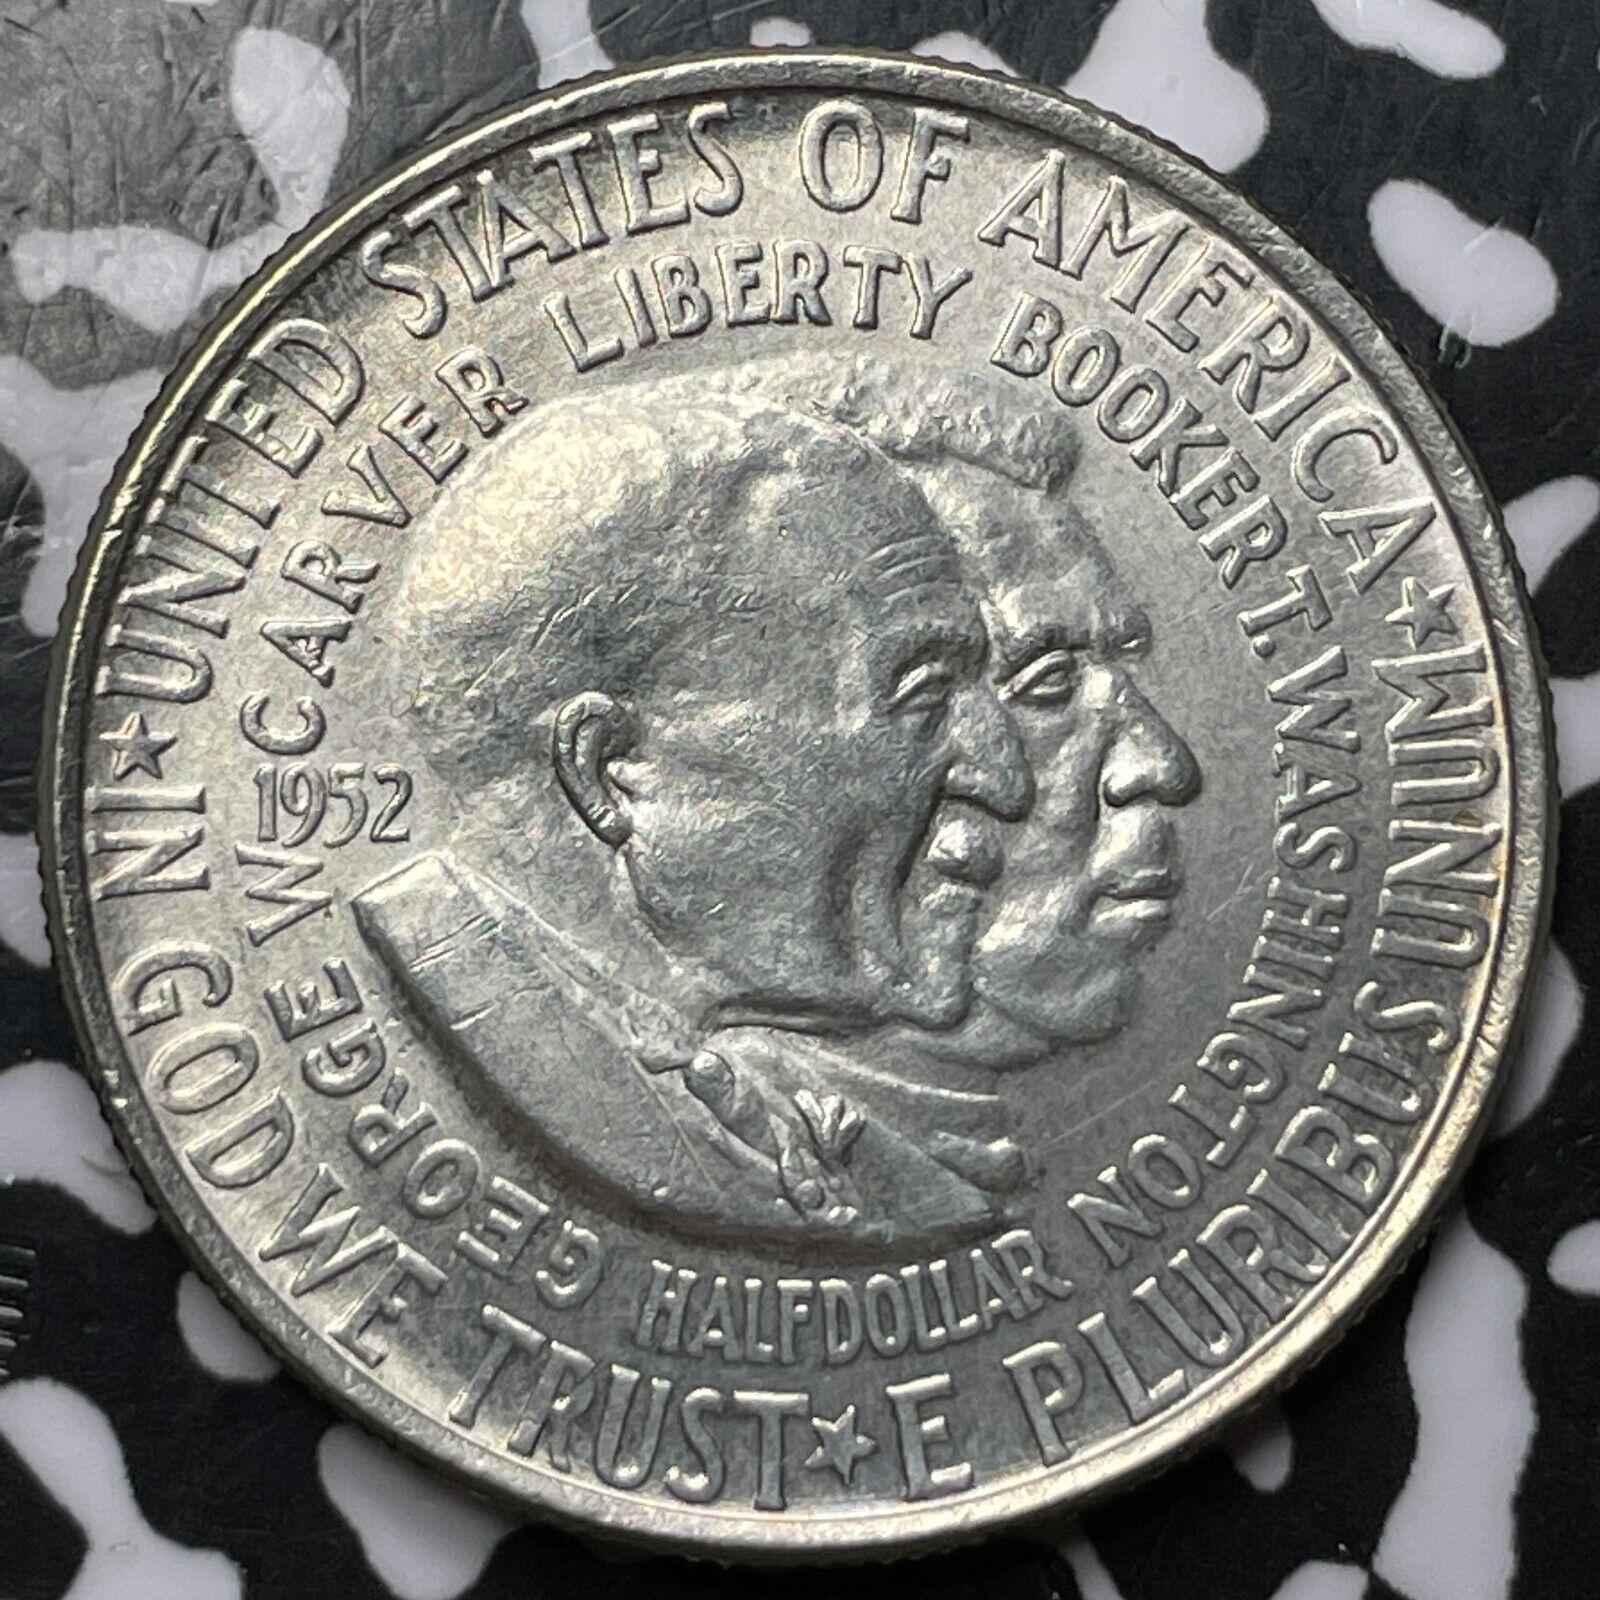 UNITED STATES OF AMERICA
★ E PLURIBUS UNUM ★
IN GOD WE TRUST ★
GEORGE W CARVER LIBERTY BOOKER T. WASHINGTON
HALF DOLLAR
1952